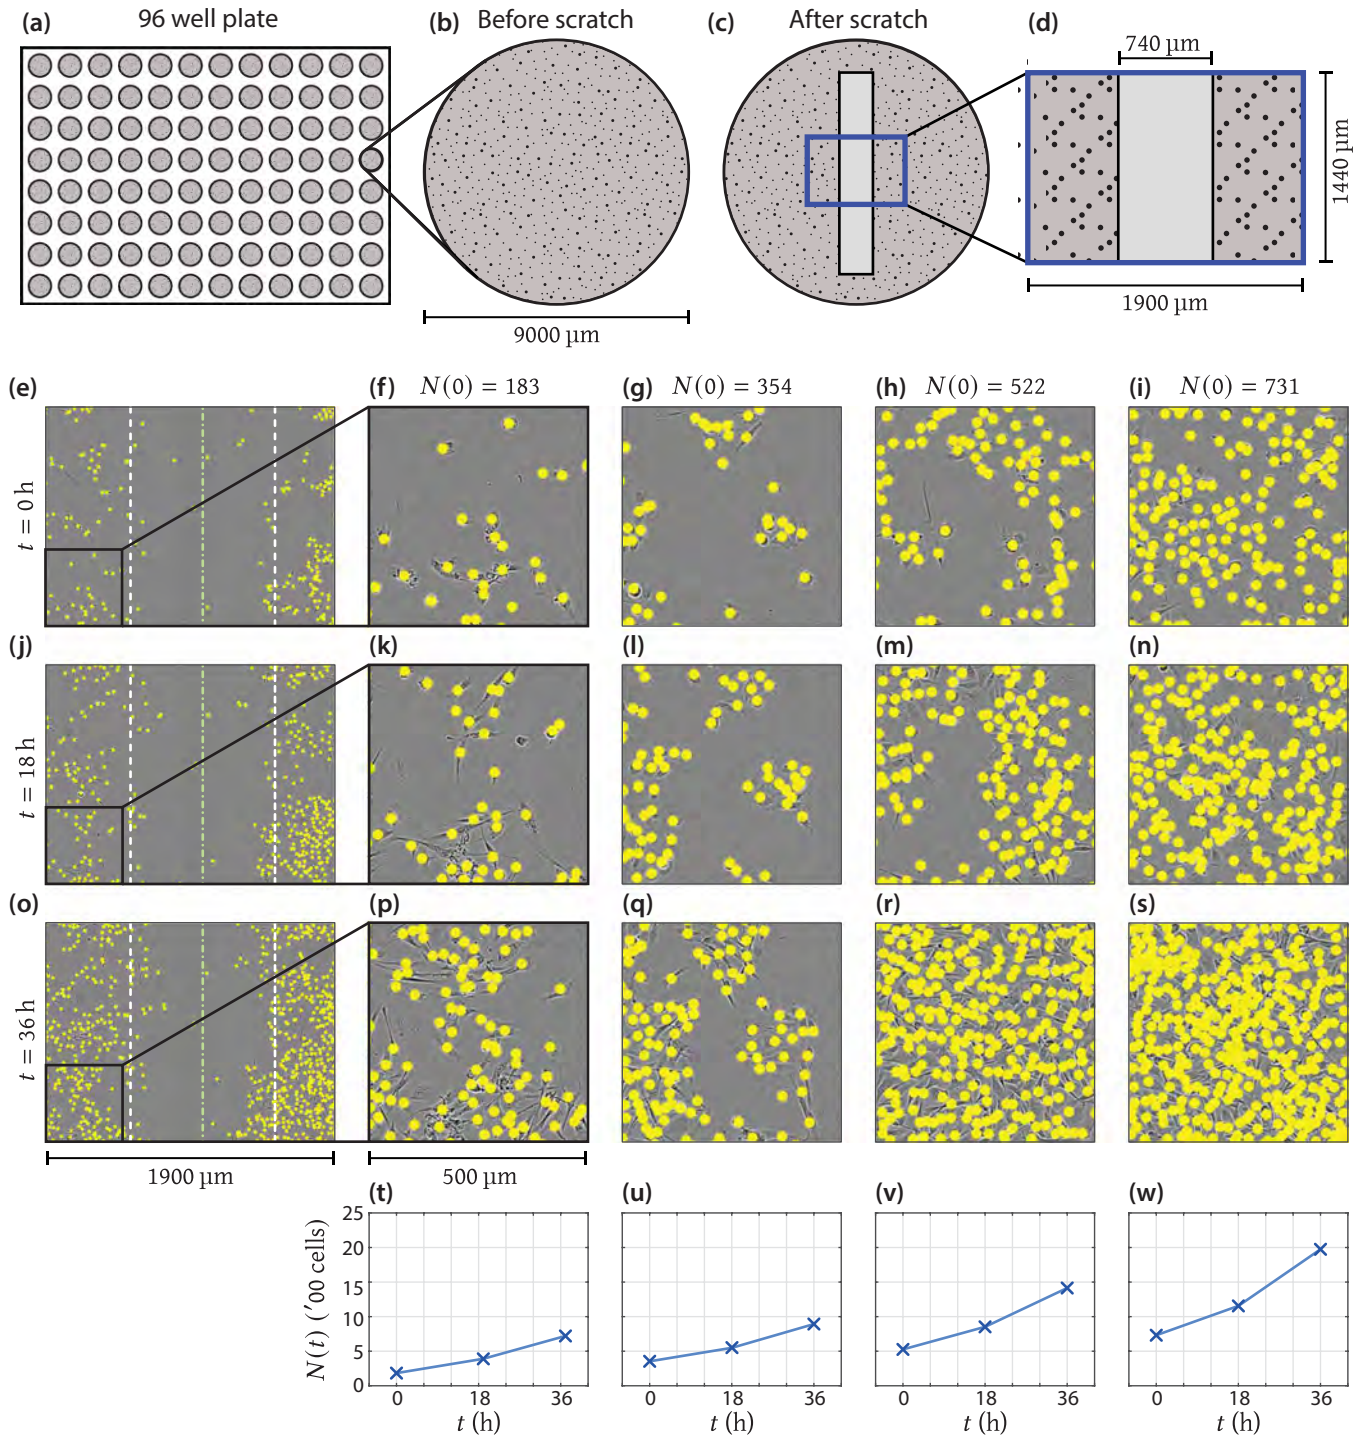 (a) 96 well plate (b) Before scratch (c) After scratch (d)
740 µm
1440 µm
9000 µm
1900 µm
(e) (f) N(0) = 183 (g) N(0) = 354 (h) N(0) = 522 (i) N(0) = 731
t = 0 h
(j) (k) (l) (m) (n)
t = 18 h
(o) (p) (q) (r) (s)
t = 36 h
1900 µm 500 µm
(t) (u) (v) (w)
N(t) (′00 cells)
25
20
15
10
5
0
0 18 36 0 18 36 0 18 36 0 18 36
t (h) t (h) t (h) t (h)